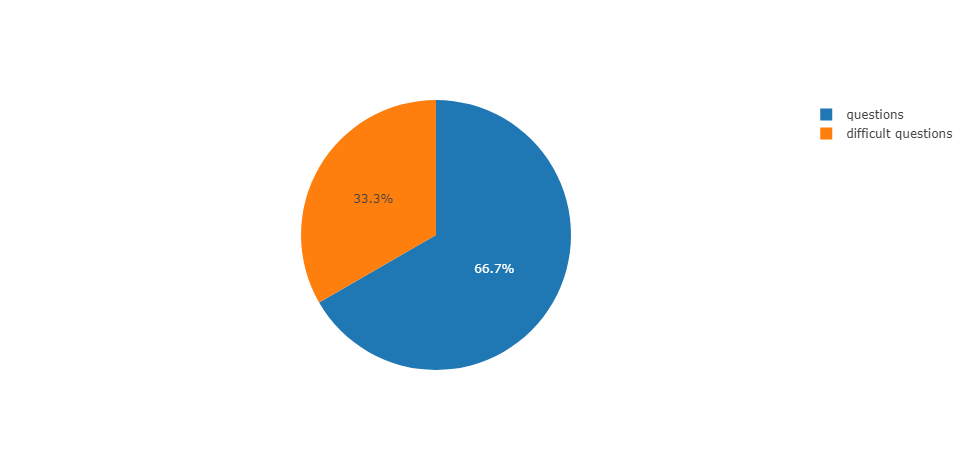 questions
difficult questions
33.3%
66.7%